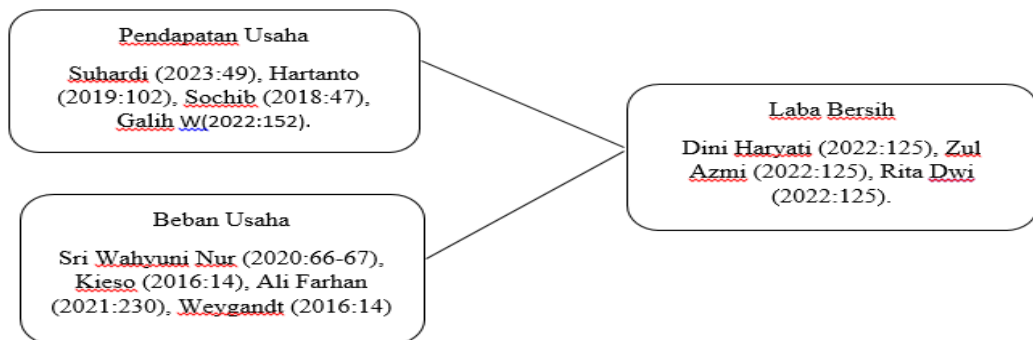 Pendapatan Usaha
Suhardi (2023:49), Hartanto
(2019:102), Sochib (2018:47),
Galih W(2022:152).
Beban Usaha
Sri Wahyuni Nur (2020:66-67),
Kieso (2016:14), Ali Farhan
(2021:230), Weygandt (2016:14)
Laba Bersih
Dini Haryati (2022:125), Zul
Azmi (2022:125), Rita Dwi
(2022:125).